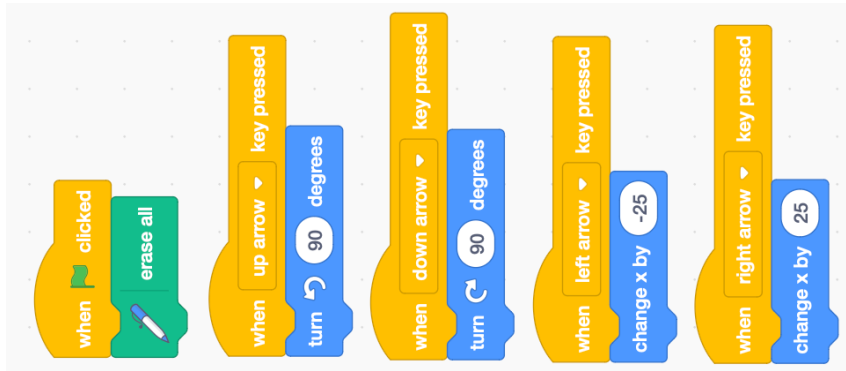 when clicked
erase all
when up arrow key pressed
turn 90 degrees
when down arrow key pressed
turn 90 degrees
when left arrow key pressed
change x by -25
when right arrow key pressed
change x by 25